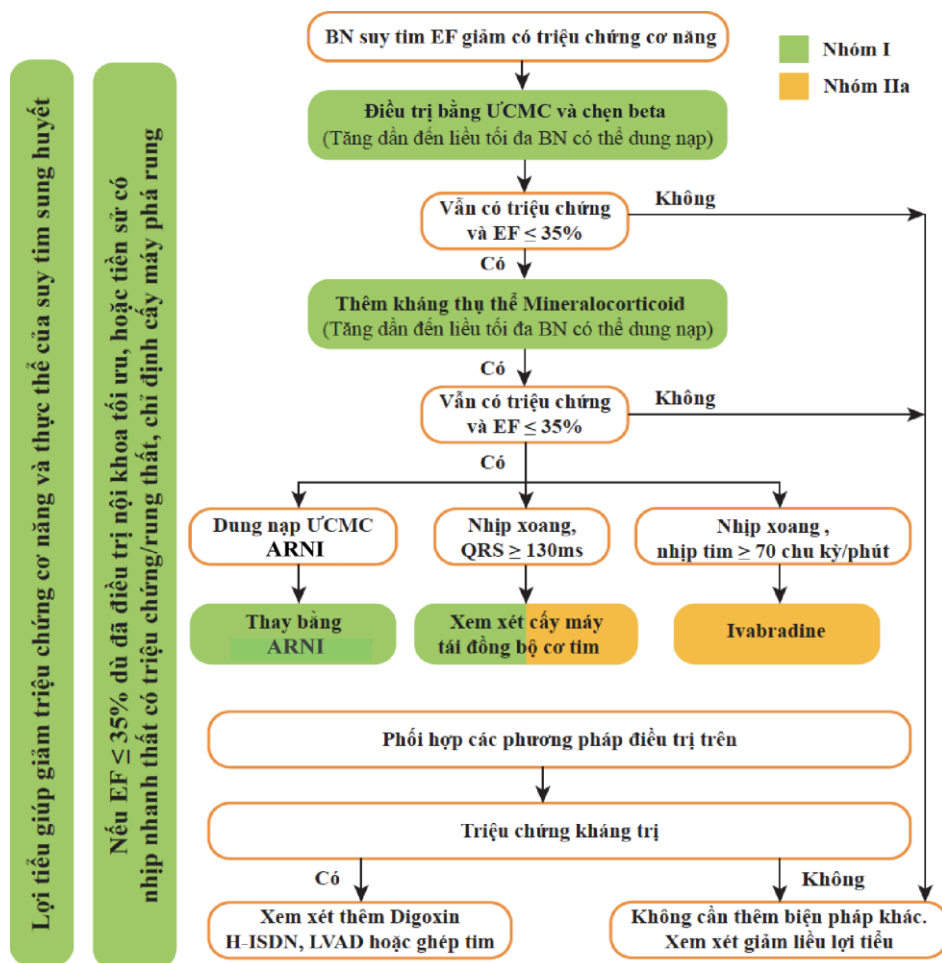 BN suy tim EF giảm có triệu chứng cơ năng
Nhóm I
Nhóm IIa
Lợi tiểu giúp giảm triệu chứng cơ năng và thực thể của suy tim sung huyết
Nếu EF ≤ 35% dù đã điều trị nội khoa tối ưu, hoặc tiền sử có
nhịp nhanh thất có triệu chứng/rung thất, chỉ định cấy máy phá rung
Điều trị bằng ƯCMC và chẹn beta
(Tăng dần đến liều tối đa BN có thể dung nạp)
Vẫn có triệu chứng
và EF ≤ 35%
Không
Có
Thêm kháng thụ thể Mineralocorticoid
(Tăng dần đến liều tối đa BN có thể dung nạp)
Có
Vẫn có triệu chứng
và EF ≤ 35%
Không
Có
Dung nạp ƯCMC
ARNI
Nhịp xoang,
QRS ≥ 130ms
Nhịp xoang ,
nhịp tim ≥ 70 chu kỳ/phút
Thay bằng
ARNI
Xem xét cấy máy
tái đồng bộ cơ tim
Ivabradine
Phối hợp các phương pháp điều trị trên
Triệu chứng kháng trị
Có
Không
Xem xét thêm Digoxin
H-ISDN, LVAD hoặc ghép tim
Không cần thêm biện pháp khác.
Xem xét giảm liều lợi tiểu